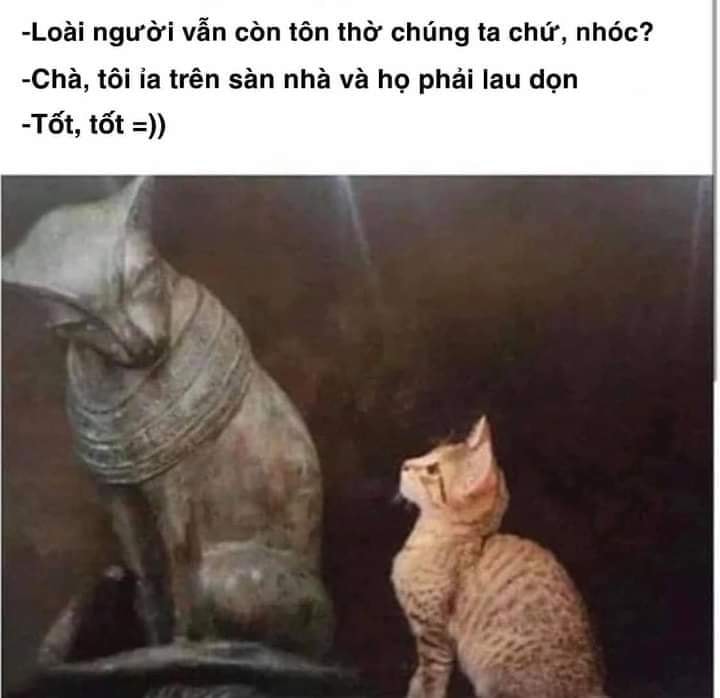 -Loài người vẫn còn tôn thờ chúng ta chứ, nhóc?
-Chà, tôi ỉa trên sàn nhà và họ phải lau dọn
-Tốt, tốt =))